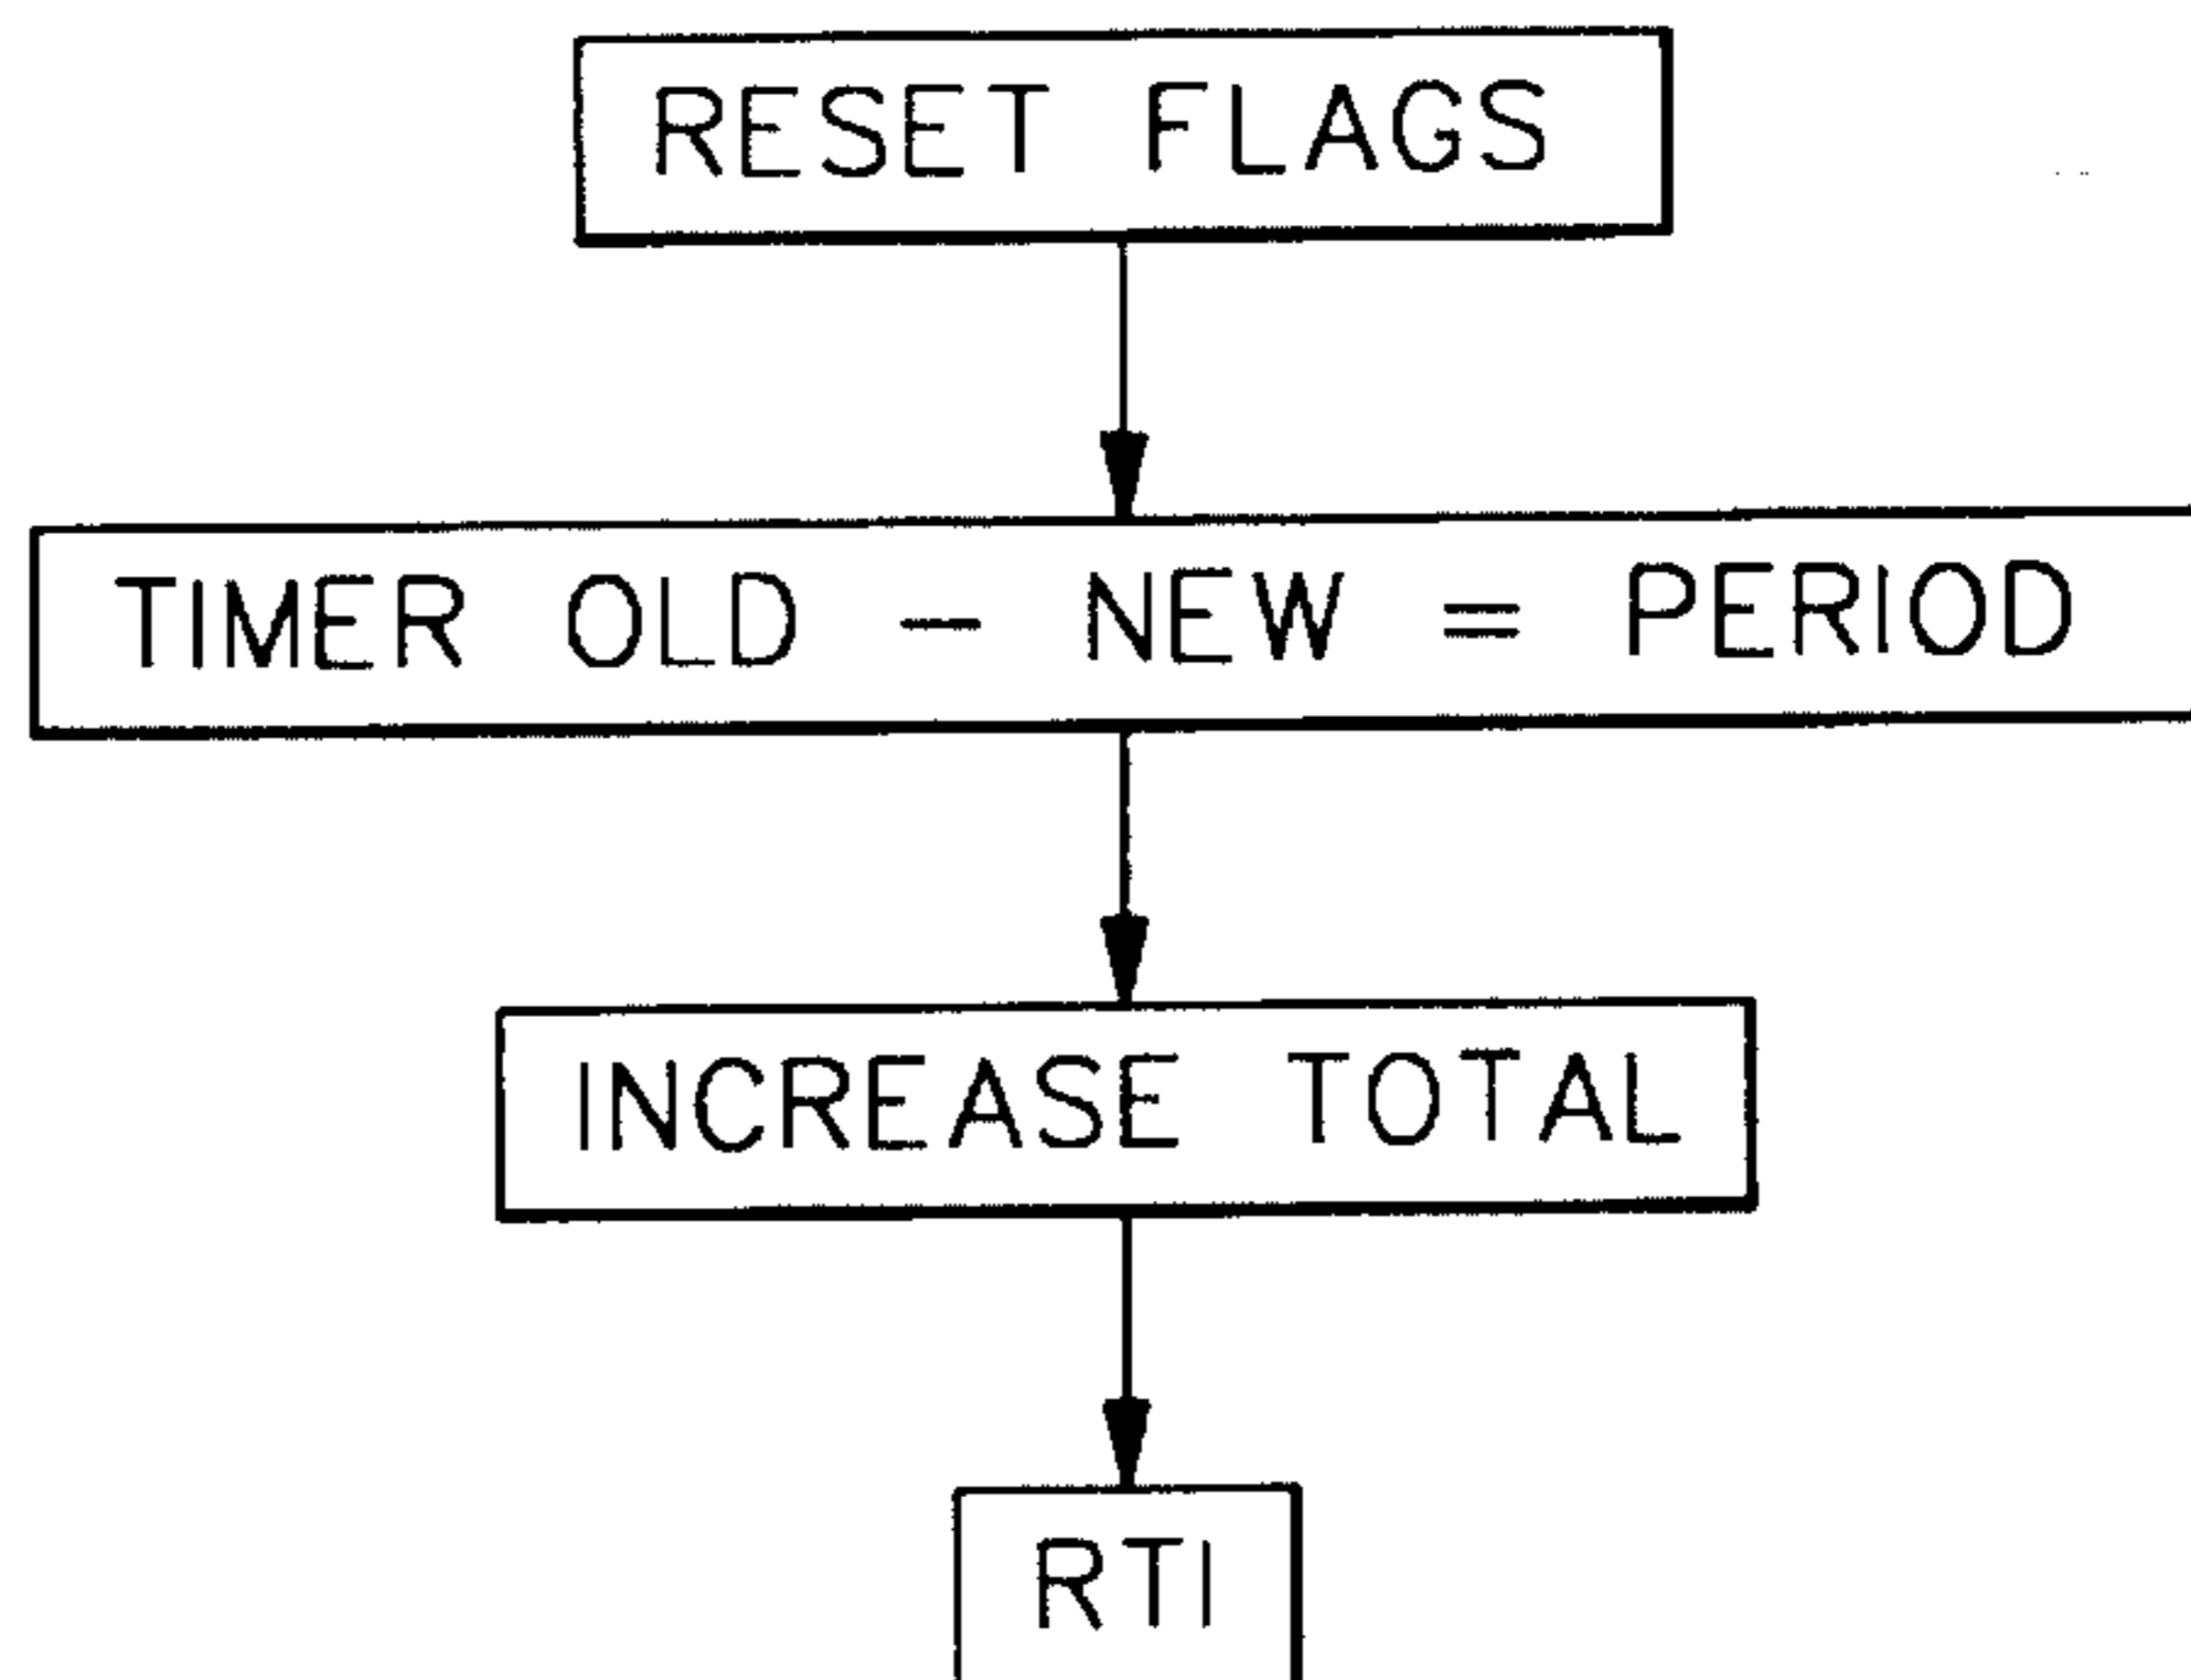 RESET FLAGS
TIMER OLD - NEW = PERIOD
INCREASE TOTAL
RTI